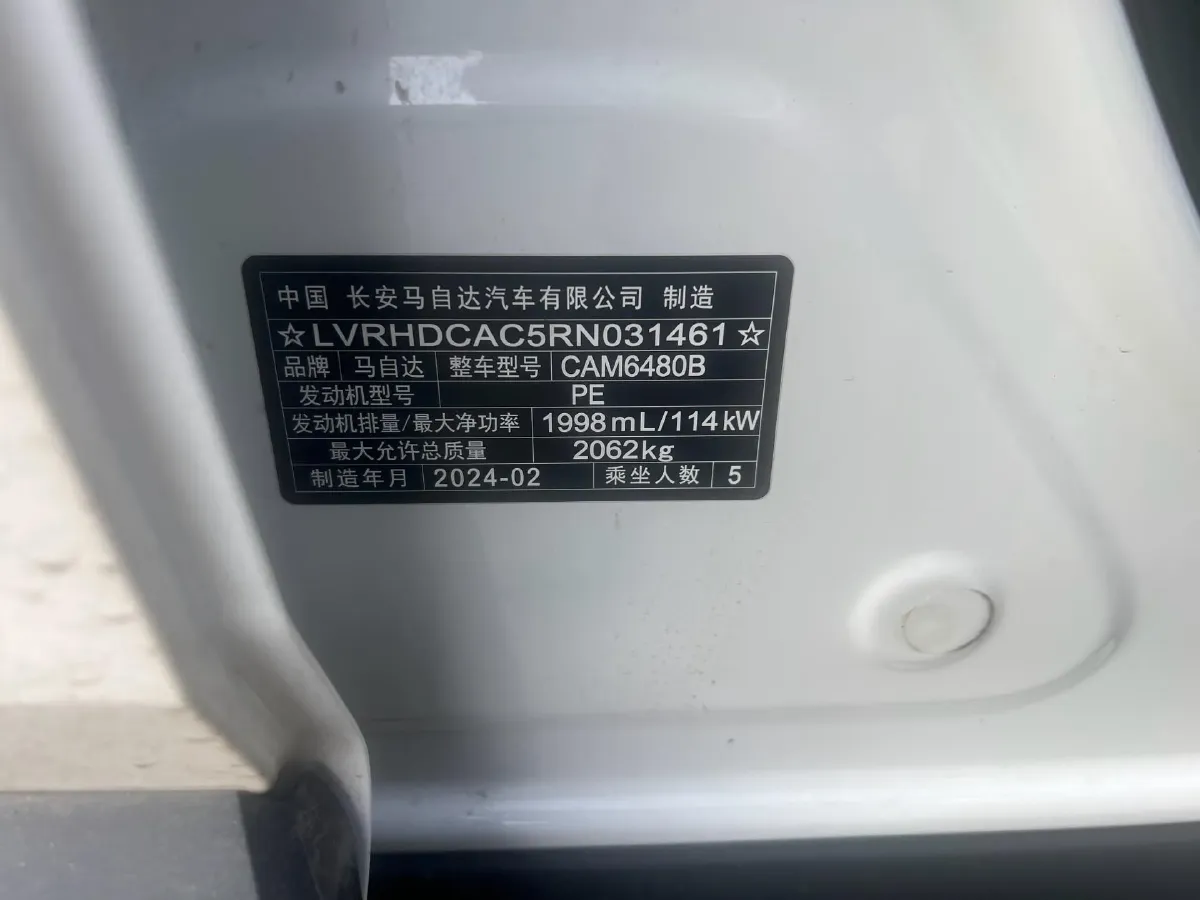 中国 长安马自达汽车有限公司 制造
☆LVRHDCAC5RN031461☆
品牌 马自达 整车型号 CAM6480B
发动机型号 PE
发动机排量/最大净功率 1998mL/114kW
最大允许总质量 2062kg
制造年月 2024-02 乘坐人数 5